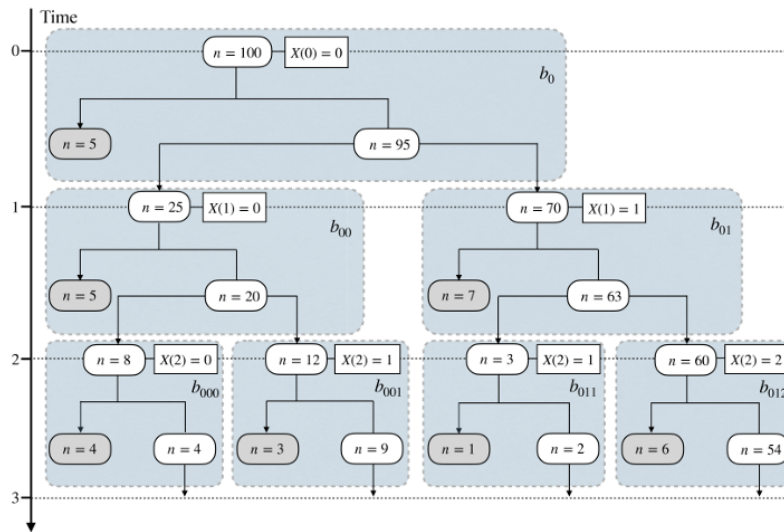 Time
0
n = 100
X(0) = 0
b0
n = 5
n = 95
1
n = 25
X(1) = 0
b00
n = 70
X(1) = 1
b01
n = 5
n = 20
n = 7
n = 63
2
n = 8
X(2) = 0
b000
n = 12
X(2) = 1
b001
n = 3
X(2) = 1
b011
n = 60
X(2) = 2
b012
n = 4
n = 4
n = 3
n = 9
n = 1
n = 2
n = 6
n = 54
3